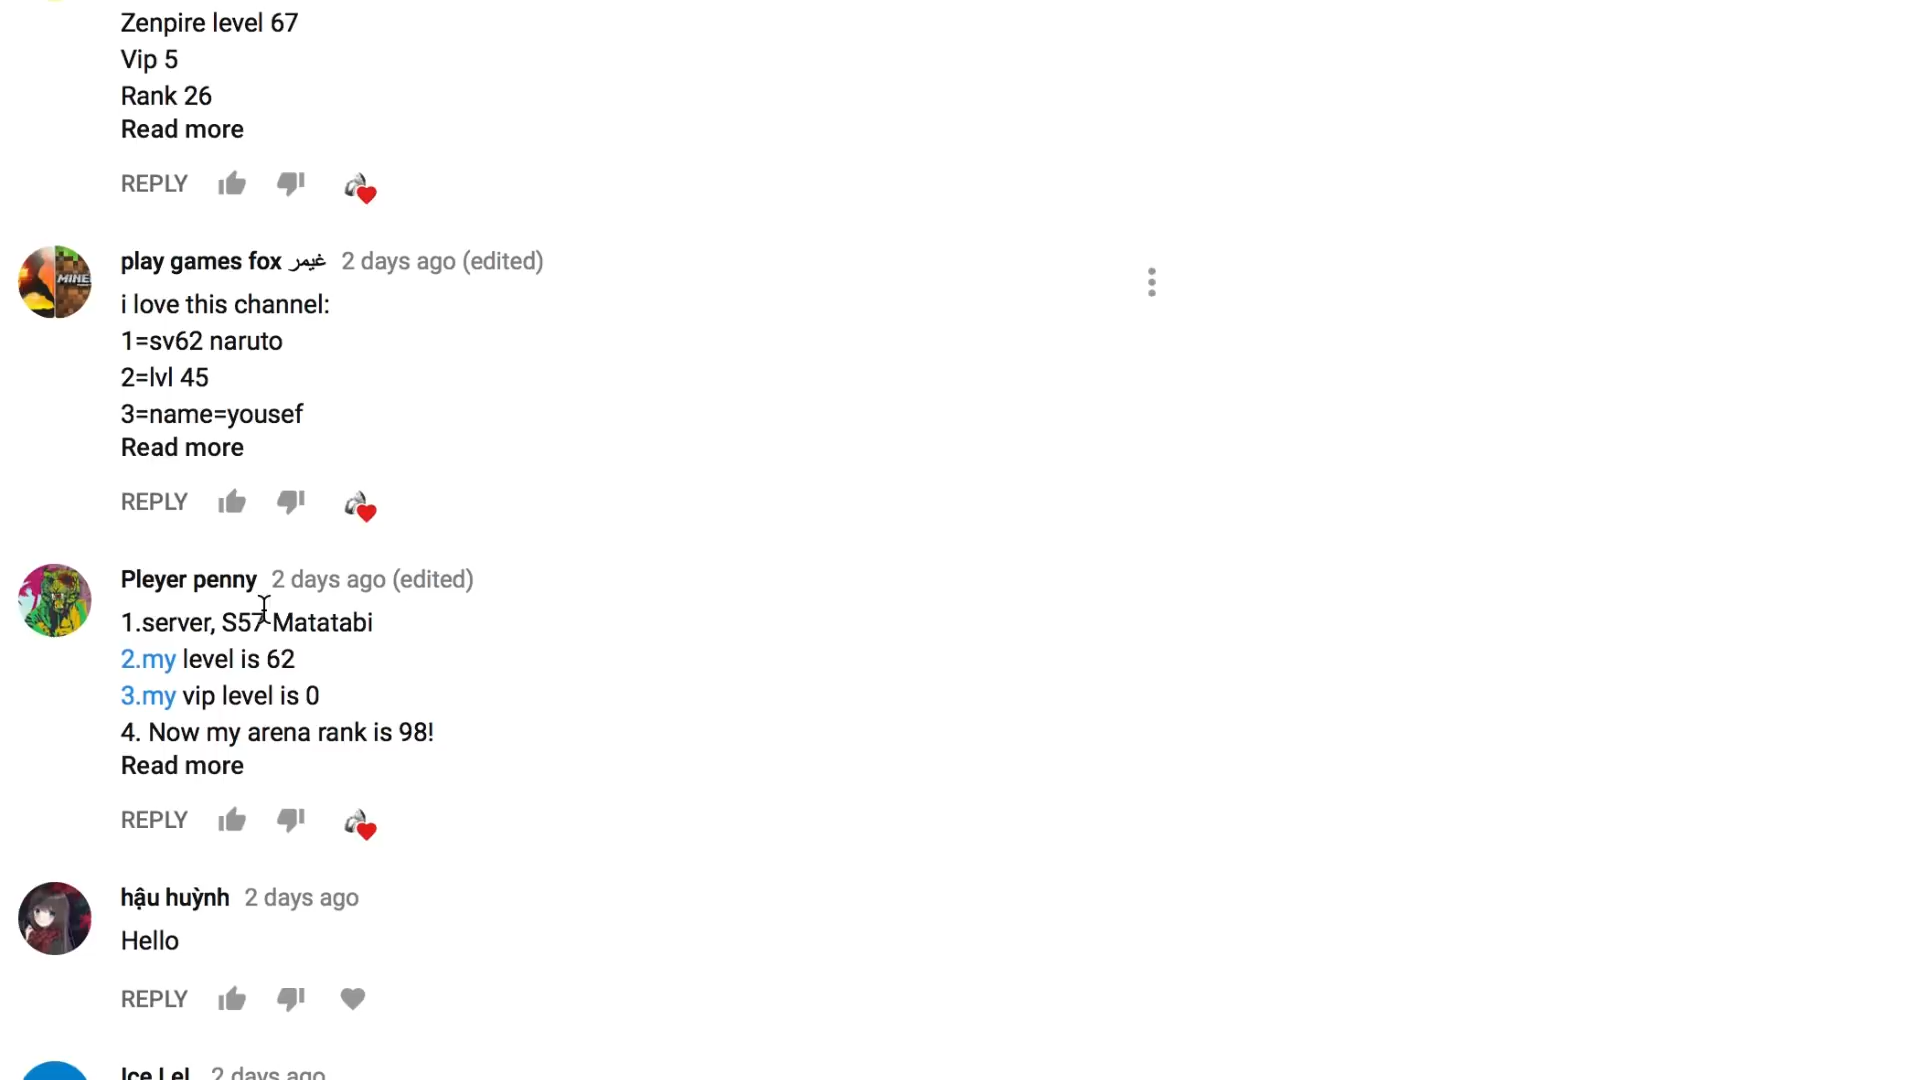 Zenpire level 67
Vip 5
Rank 26
Read more
REPLY
play games fox غيمر 2 days ago (edited)
i love this channel:
1=sv62 naruto
2=lvl 45
3=name=yousef
Read more
REPLY
Pleyer penny 2 days ago (edited)
1.server, S57 Matatabi
2.my level is 62
3.my vip level is 0
4. Now my arena rank is 98!
Read more
REPLY
hậu huỳnh 2 days ago
Hello
REPLY
Ice Lel 2 days ago